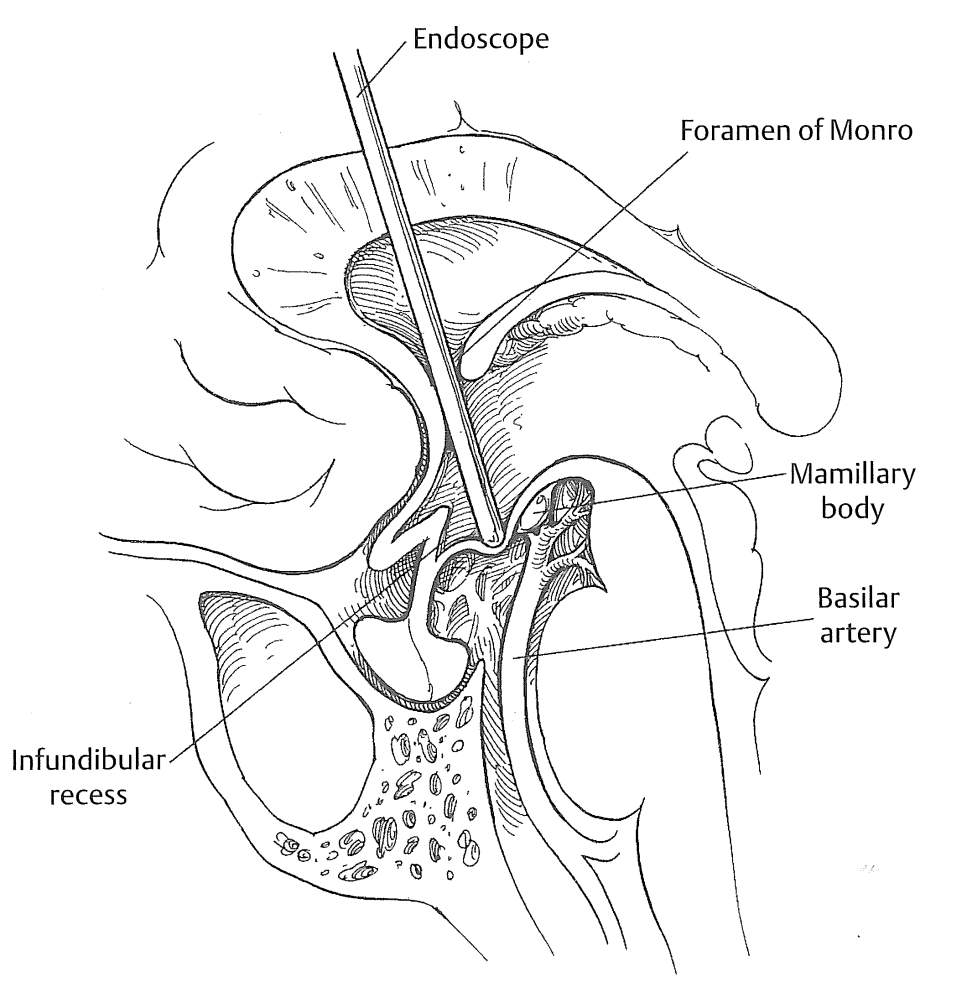 Endoscope
Foramen of Monro
Mamillary
body
Basilar
artery
Infundibular
recess